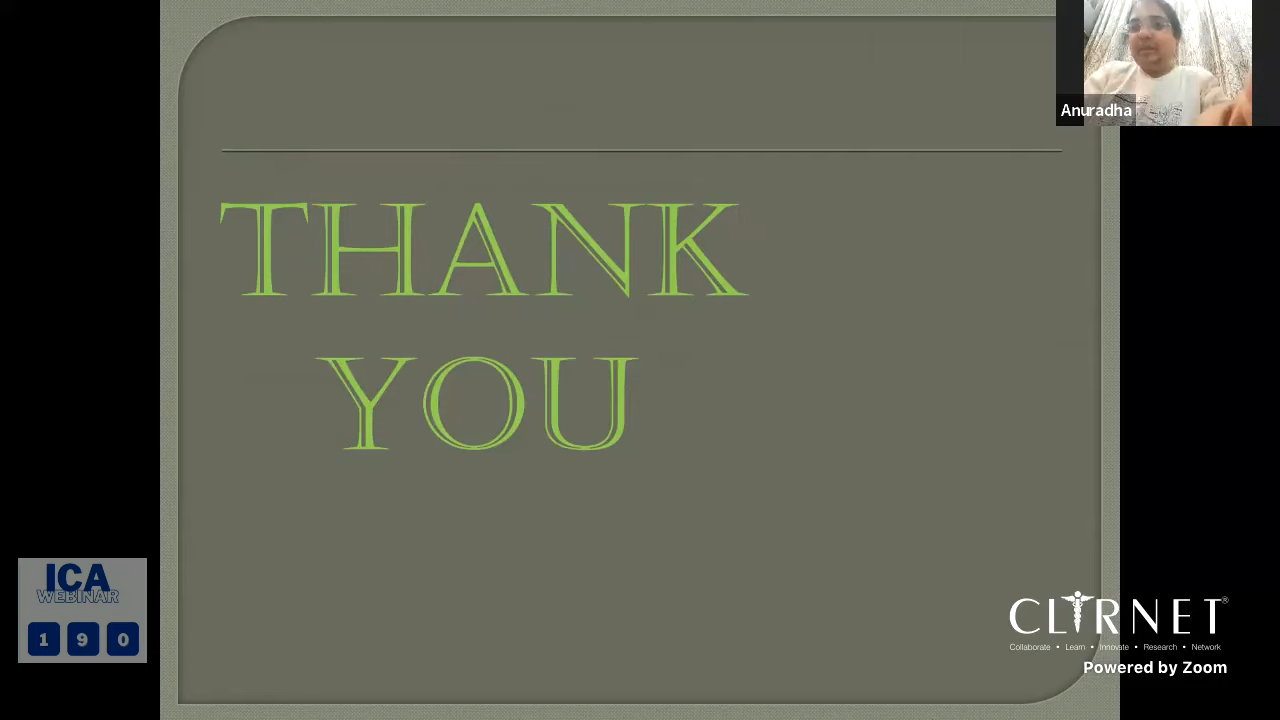 Anuradha
THANK
YOU
ICA
WEBINAR
1 9 0
CLIRNET®
Collaborate • Learn • Innovate • Research • Network
Powered by Zoom